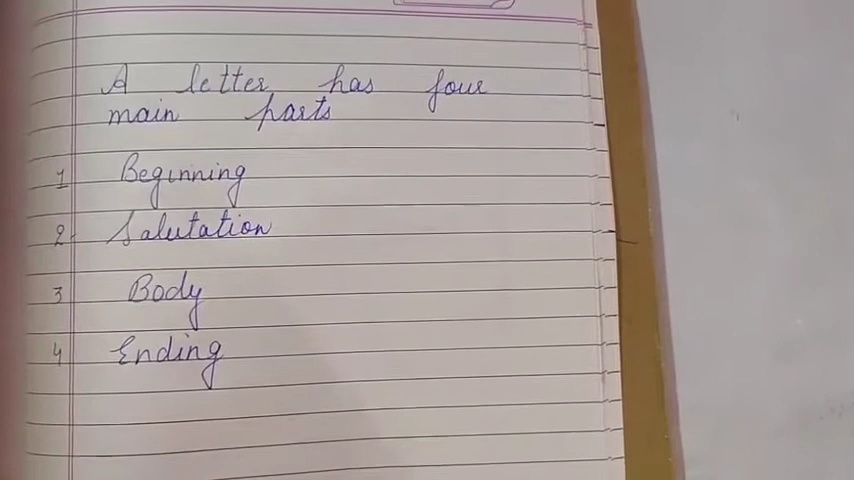 A letter has four
main parts
1 Beginning
2 Salutation
3 Body
4 Ending